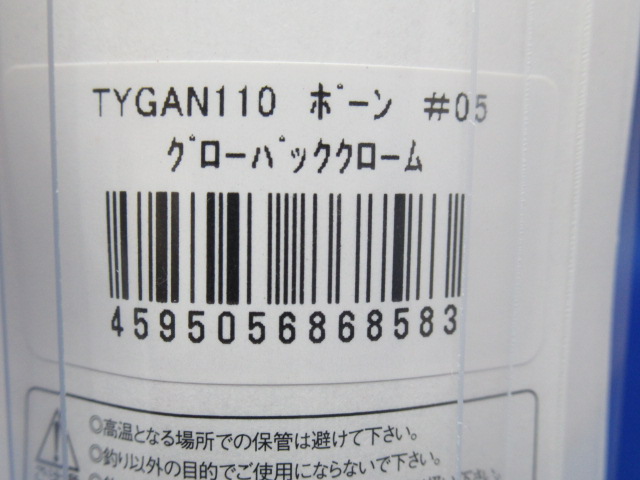 TYGAN110 ボーン #05
グローバッククローム
4595056868583
◎高温となる場所での保管は避けて下さい。
◎釣り以外の目的でご使用にならないで下さい。